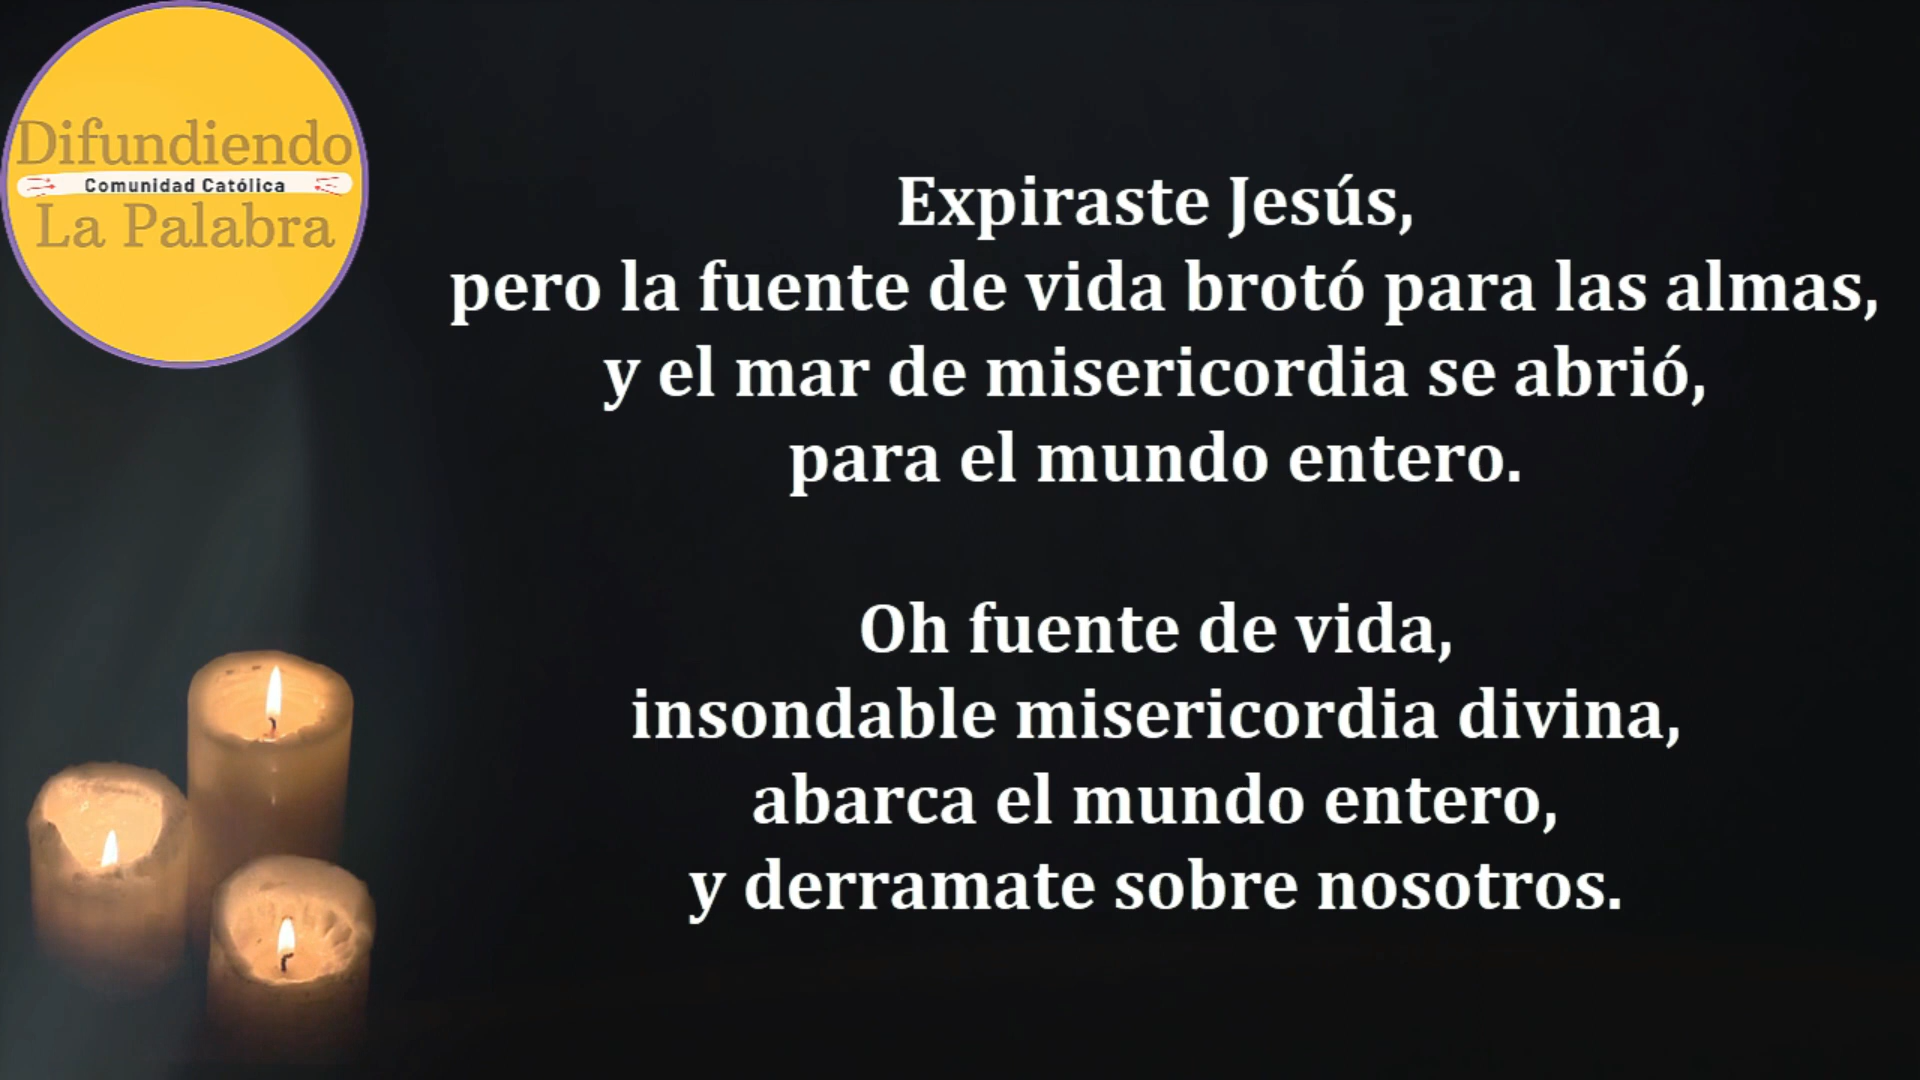 Difundiendo
Comunidad Católica
La Palabra
Expiraste Jesús,
pero la fuente de vida brotó para las almas,
y el mar de misericordia se abrió,
para el mundo entero.
Oh fuente de vida,
insondable misericordia divina,
abarca el mundo entero,
y derramate sobre nosotros.